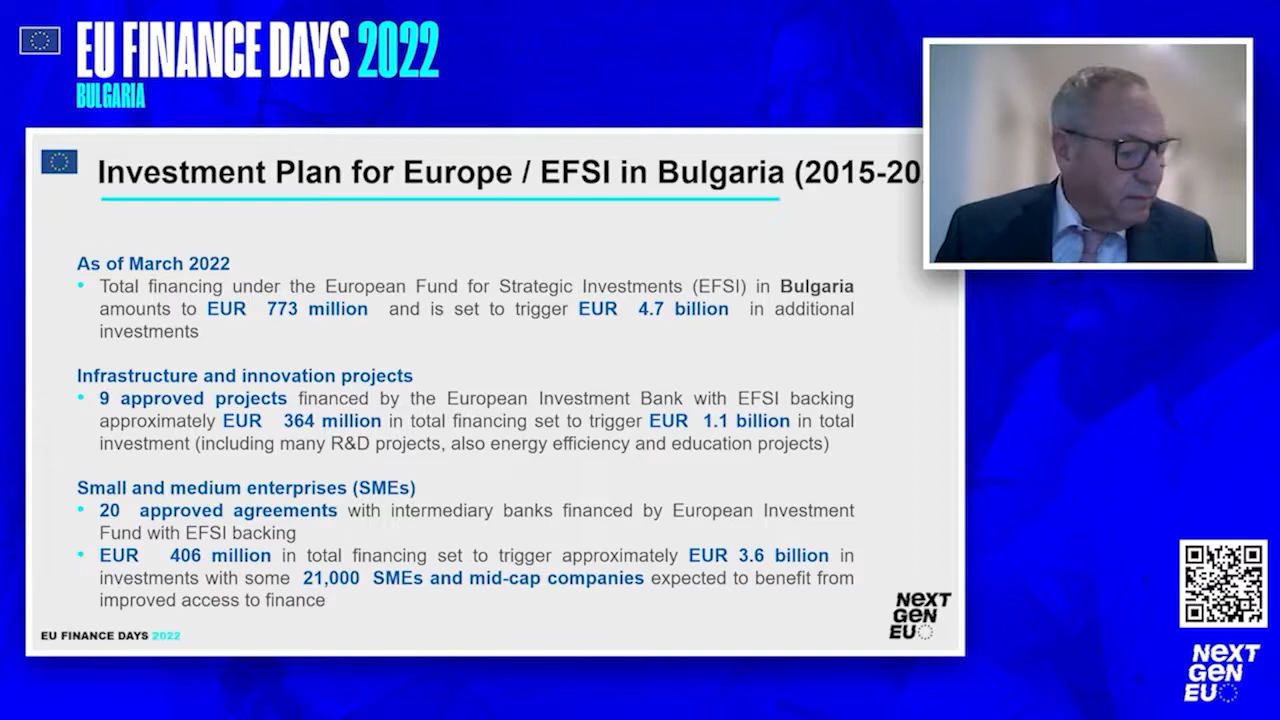 EU FINANCE DAYS 2022
BULGARIA
Investment Plan for Europe / EFSI in Bulgaria (2015-20
As of March 2022
• Total financing under the European Fund for Strategic Investments (EFSI) in Bulgaria
amounts to EUR 773 million and is set to trigger EUR 4.7 billion in additional
investments
Infrastructure and innovation projects
• 9 approved projects financed by the European Investment Bank with EFSI backing
approximately EUR 364 million in total financing set to trigger EUR 1.1 billion in total
investment (including many R&D projects, also energy efficiency and education projects)
Small and medium enterprises (SMEs)
• 20 approved agreements with intermediary banks financed by European Investment
Fund with EFSI backing
• EUR 406 million in total financing set to trigger approximately EUR 3.6 billion in
investments with some 21,000 SMEs and mid-cap companies expected to benefit from
improved access to finance
EU FINANCE DAYS 2022
NEXT
GEN
EU
NEXT
GEN
EU